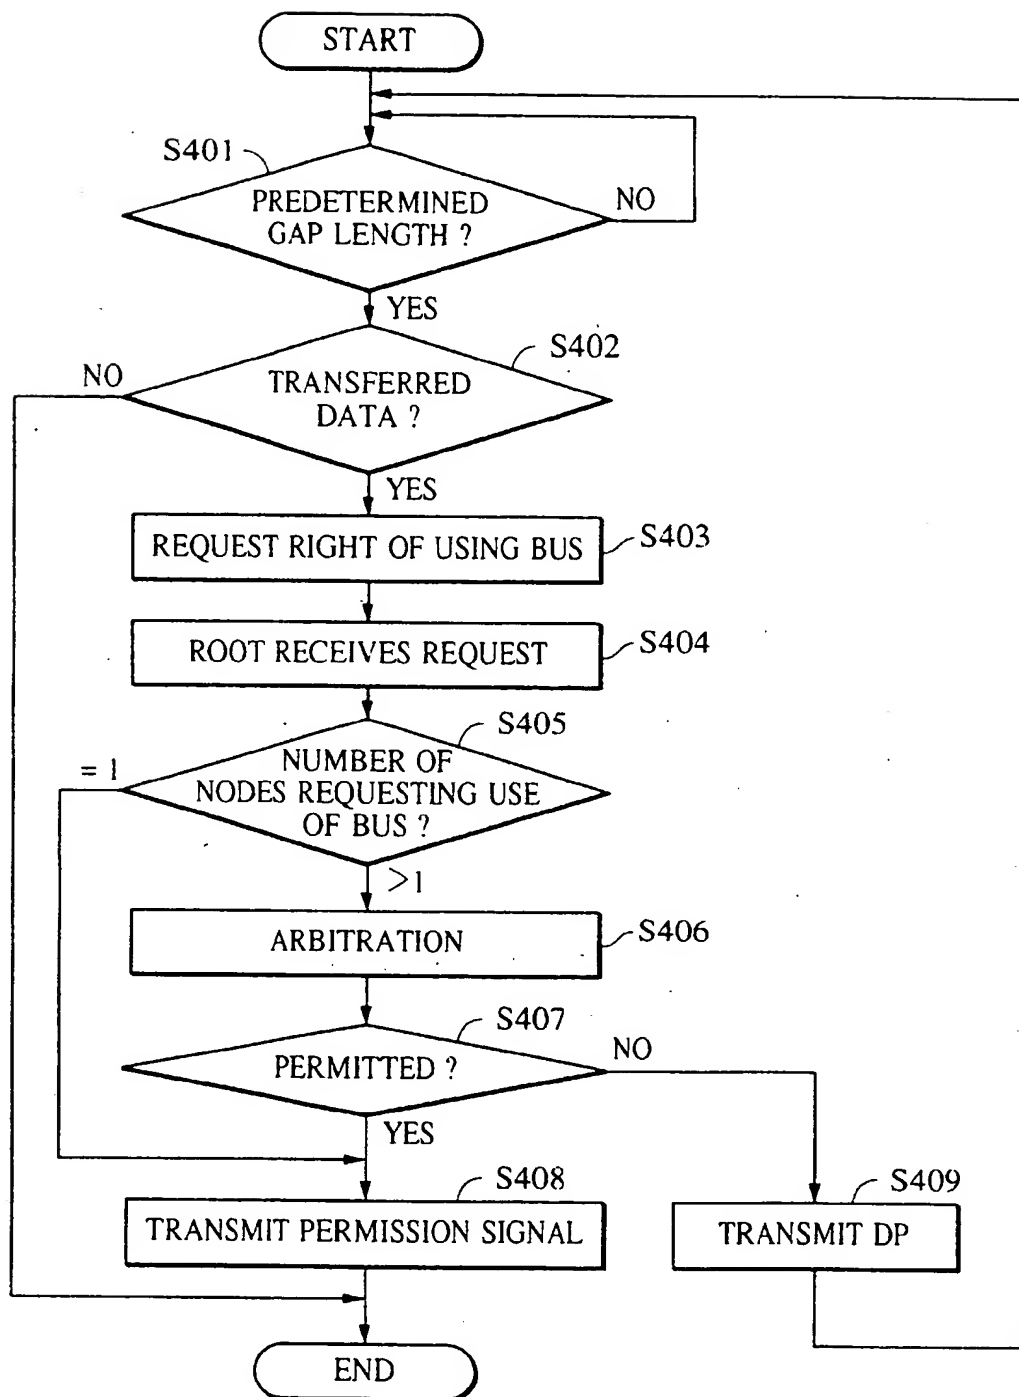 START
S401
PREDETERMINED
GAP LENGTH ?
NO
YES
S402
NO
TRANSFERRED
DATA ?
YES
REQUEST RIGHT OF USING BUS
S403
ROOT RECEIVES REQUEST
S404
S405
= 1
NUMBER OF
NODES REQUESTING USE
OF BUS ?
>1
ARBITRATION
S406
S407
NO
PERMITTED ?
YES
S408
S409
TRANSMIT PERMISSION SIGNAL
TRANSMIT DP
END